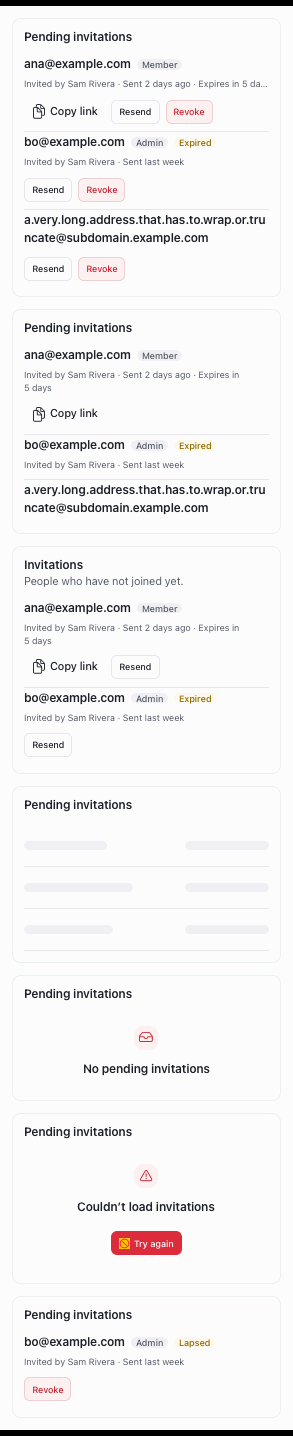 Pending invitations
ana@example.com Member
Invited by Sam Rivera · Sent 2 days ago · Expires in 5 da...
Copy link Resend Revoke
bo@example.com Admin Expired
Invited by Sam Rivera · Sent last week
Resend Revoke
a.very.long.address.that.has.to.wrap.or.tru
ncate@subdomain.example.com
Resend Revoke
Pending invitations
ana@example.com Member
Invited by Sam Rivera · Sent 2 days ago · Expires in
5 days
Copy link
bo@example.com Admin Expired
Invited by Sam Rivera · Sent last week
a.very.long.address.that.has.to.wrap.or.tru
ncate@subdomain.example.com
Invitations
People who have not joined yet.
ana@example.com Member
Invited by Sam Rivera · Sent 2 days ago · Expires in
5 days
Copy link Resend
bo@example.com Admin Expired
Invited by Sam Rivera · Sent last week
Resend
Pending invitations
Pending invitations
No pending invitations
Pending invitations
Couldn’t load invitations
Try again
Pending invitations
bo@example.com Admin Lapsed
Invited by Sam Rivera · Sent last week
Revoke